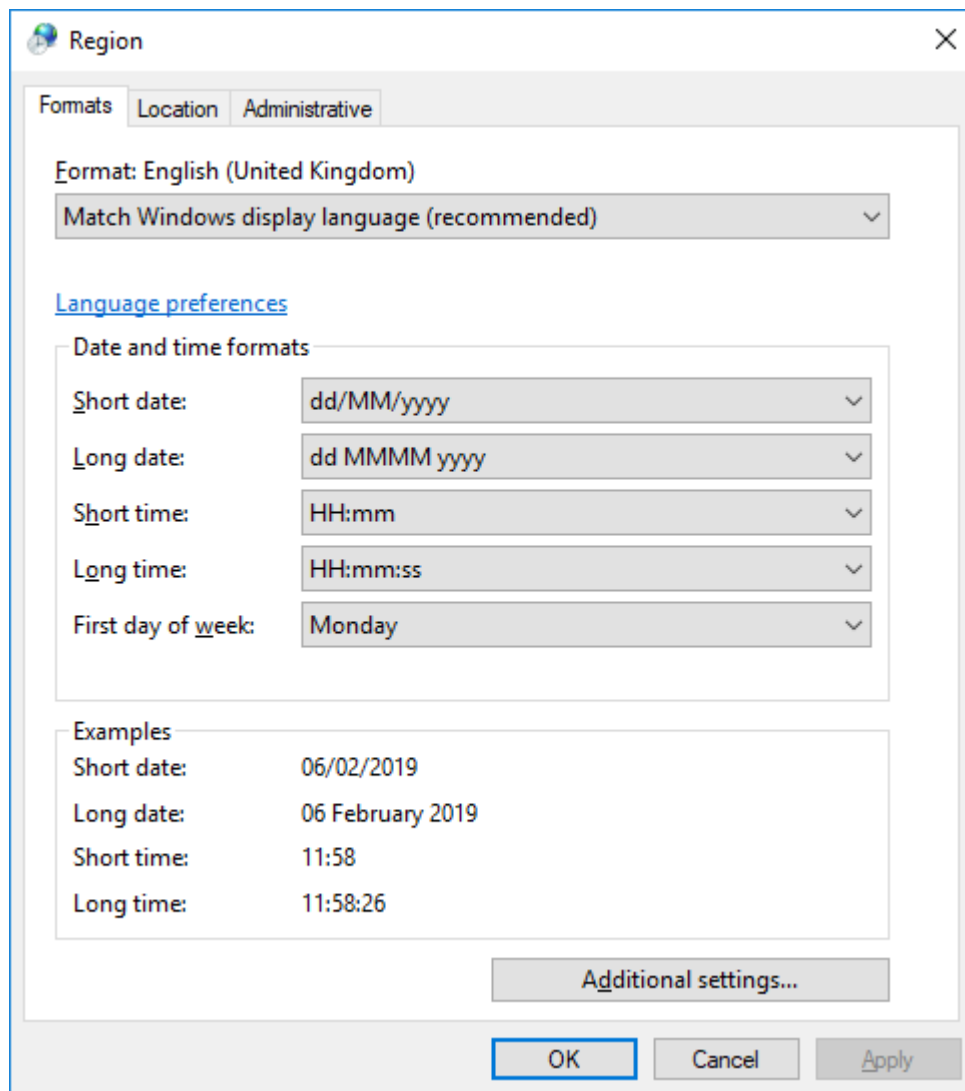 Region
Formats Location Administrative
Format: English (United Kingdom)
Match Windows display language (recommended)
Language preferences
Date and time formats
Short date: dd/MM/yyyy
Long date: dd MMMM yyyy
Short time: HH:mm
Long time: HH:mm:ss
First day of week: Monday
Examples
Short date: 06/02/2019
Long date: 06 February 2019
Short time: 11:58
Long time: 11:58:26
Additional settings...
OK Cancel Apply